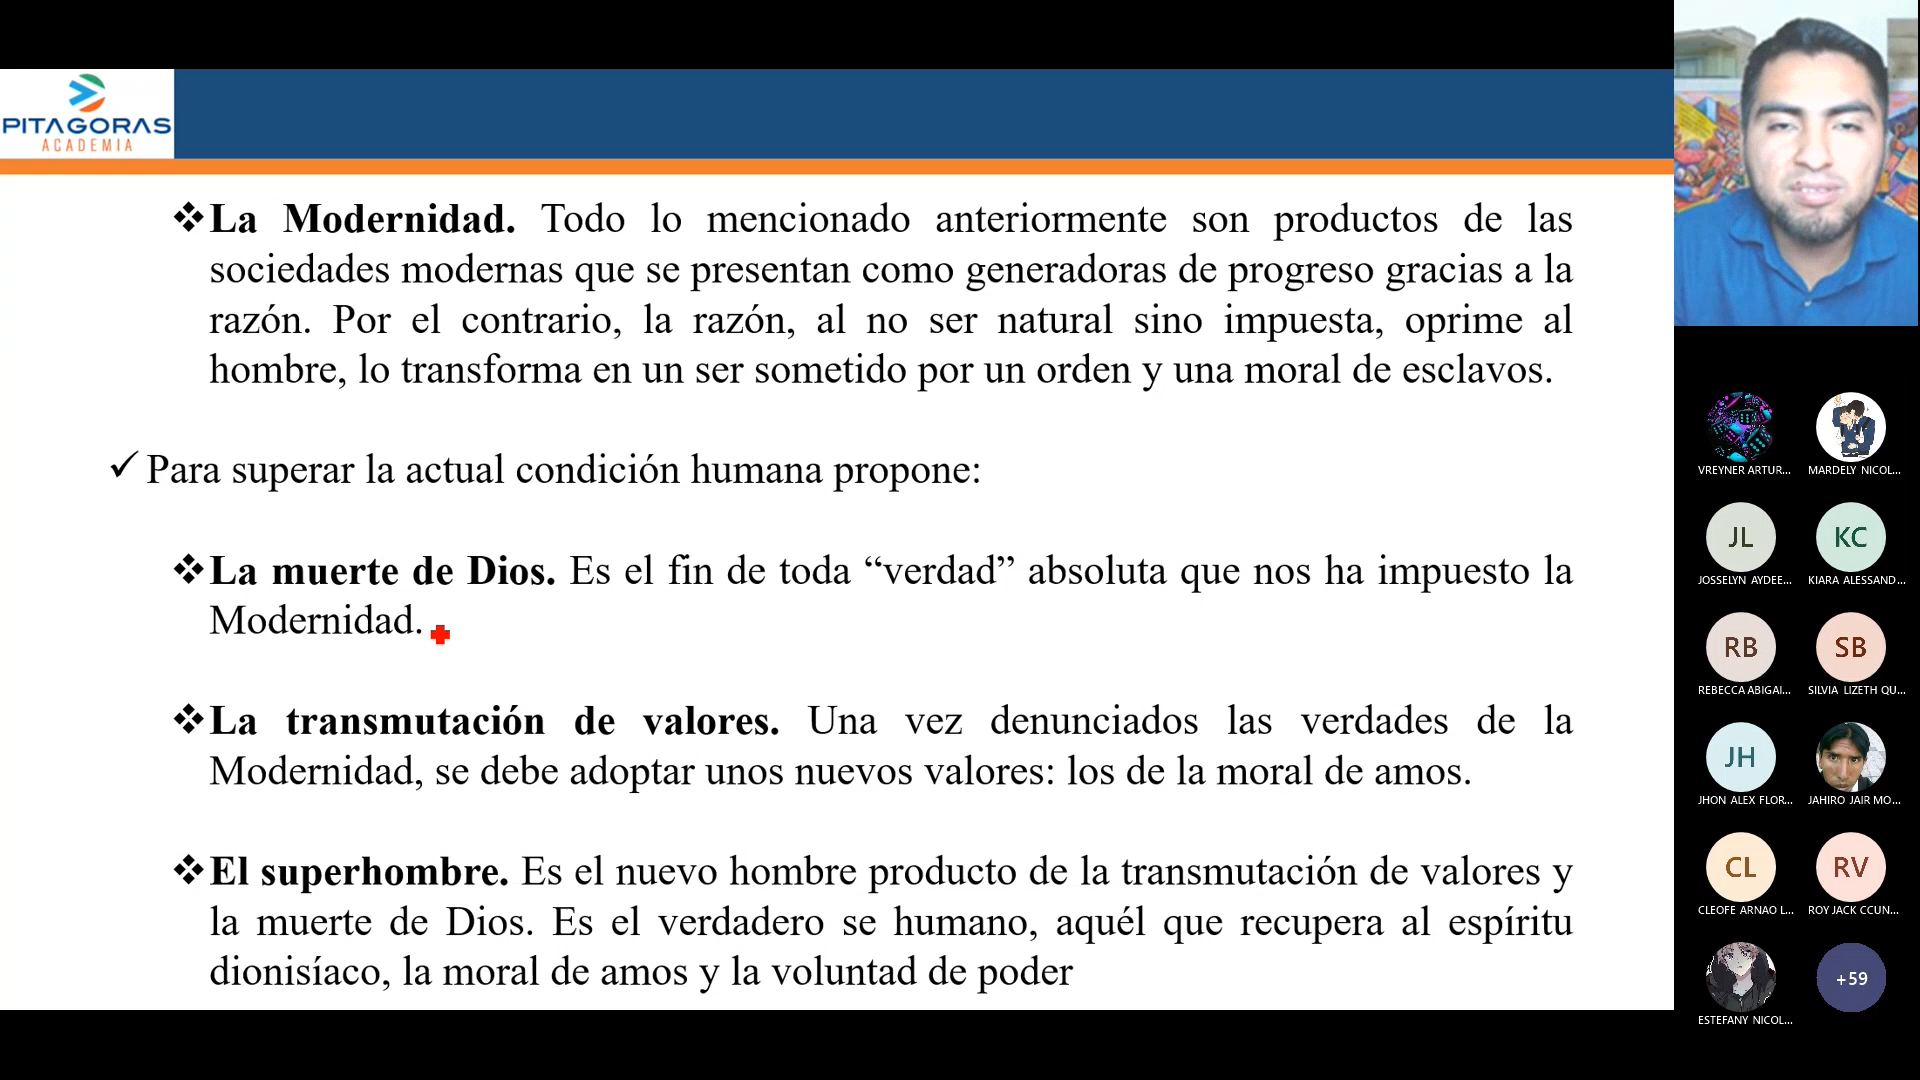 PITAGORAS
ACADEMIA
❖La Modernidad. Todo lo mencionado anteriormente son productos de las
sociedades modernas que se presentan como generadoras de progreso gracias a la
razón. Por el contrario, la razón, al no ser natural sino impuesta, oprime al
hombre, lo transforma en un ser sometido por un orden y una moral de esclavos.
✓Para superar la actual condición humana propone:
❖La muerte de Dios. Es el fin de toda “verdad” absoluta que nos ha impuesto la
Modernidad.
❖La transmutación de valores. Una vez denunciados las verdades de la
Modernidad, se debe adoptar unos nuevos valores: los de la moral de amos.
❖El superhombre. Es el nuevo hombre producto de la transmutación de valores y
la muerte de Dios. Es el verdadero se humano, aquél que recupera al espíritu
dionisíaco, la moral de amos y la voluntad de poder
VREYNER ARTUR...
MARDELY NICOL...
JL
KC
JOSSELYN AYDEE...
KIARA ALESSAND...
RB
SB
REBECCA ABIGAI...
SILVIA LIZETH QU...
JH
JHON ALEX FLOR...
JAHIRO JAIR MO...
CL
RV
CLEOFE ARNAO L...
ROY JACK CCUN...
+59
ESTEFANY NICOL...